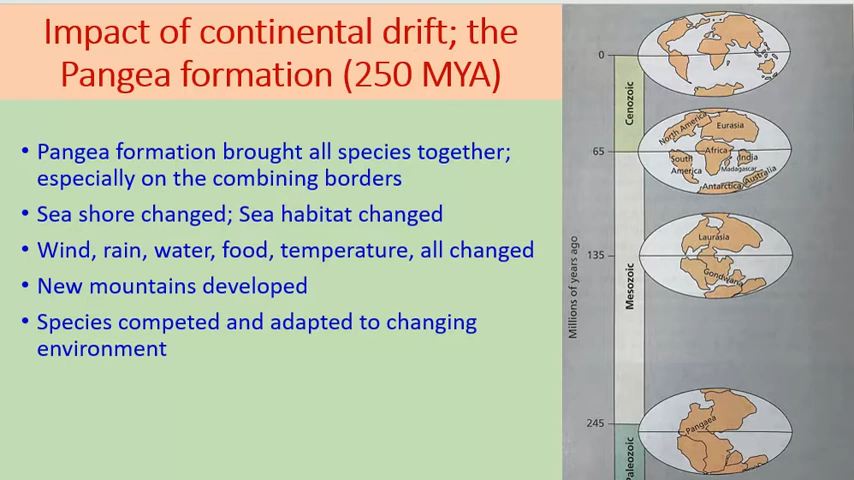 Impact of continental drift; the
Pangea formation (250 MYA)
• Pangea formation brought all species together;
especially on the combining borders
• Sea shore changed; Sea habitat changed
• Wind, rain, water, food, temperature, all changed
• New mountains developed
• Species competed and adapted to changing
environment
Millions of years ago
0
65
135
245
Cenozoic
Mesozoic
Paleozoic
North America
Eurasia
Africa
South
America
India
Madagascar
Antarctica
Australia
Laurasia
Gondwana
Pangaea